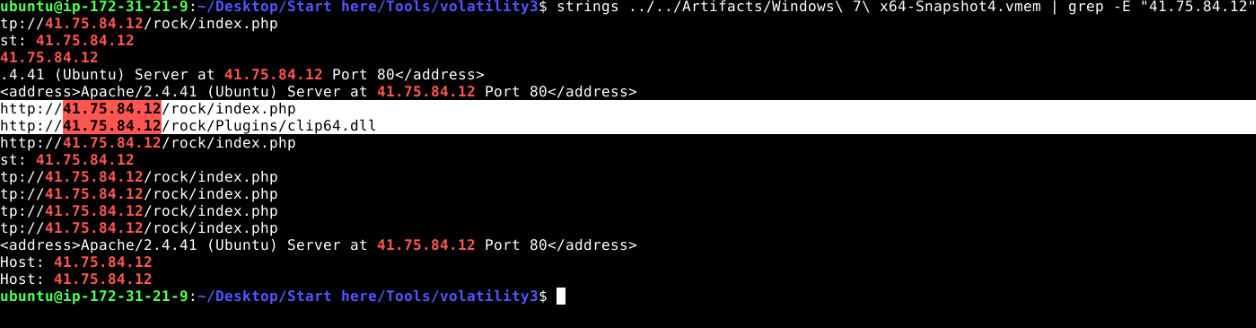 ubuntu@ip-172-31-21-9:~/Desktop/Start here/Tools/volatility3$ strings ../../Artifacts/Windows\ 7\ x64-Snapshot4.vmem | grep -E "41.75.84.12"
tp://41.75.84.12/rock/index.php
st: 41.75.84.12
41.75.84.12
.4.41 (Ubuntu) Server at 41.75.84.12 Port 80</address>
<address>Apache/2.4.41 (Ubuntu) Server at 41.75.84.12 Port 80</address>
http://41.75.84.12/rock/index.php
http://41.75.84.12/rock/Plugins/clip64.dll
http://41.75.84.12/rock/index.php
st: 41.75.84.12
tp://41.75.84.12/rock/index.php
tp://41.75.84.12/rock/index.php
tp://41.75.84.12/rock/index.php
tp://41.75.84.12/rock/index.php
<address>Apache/2.4.41 (Ubuntu) Server at 41.75.84.12 Port 80</address>
Host: 41.75.84.12
Host: 41.75.84.12
ubuntu@ip-172-31-21-9:~/Desktop/Start here/Tools/volatility3$